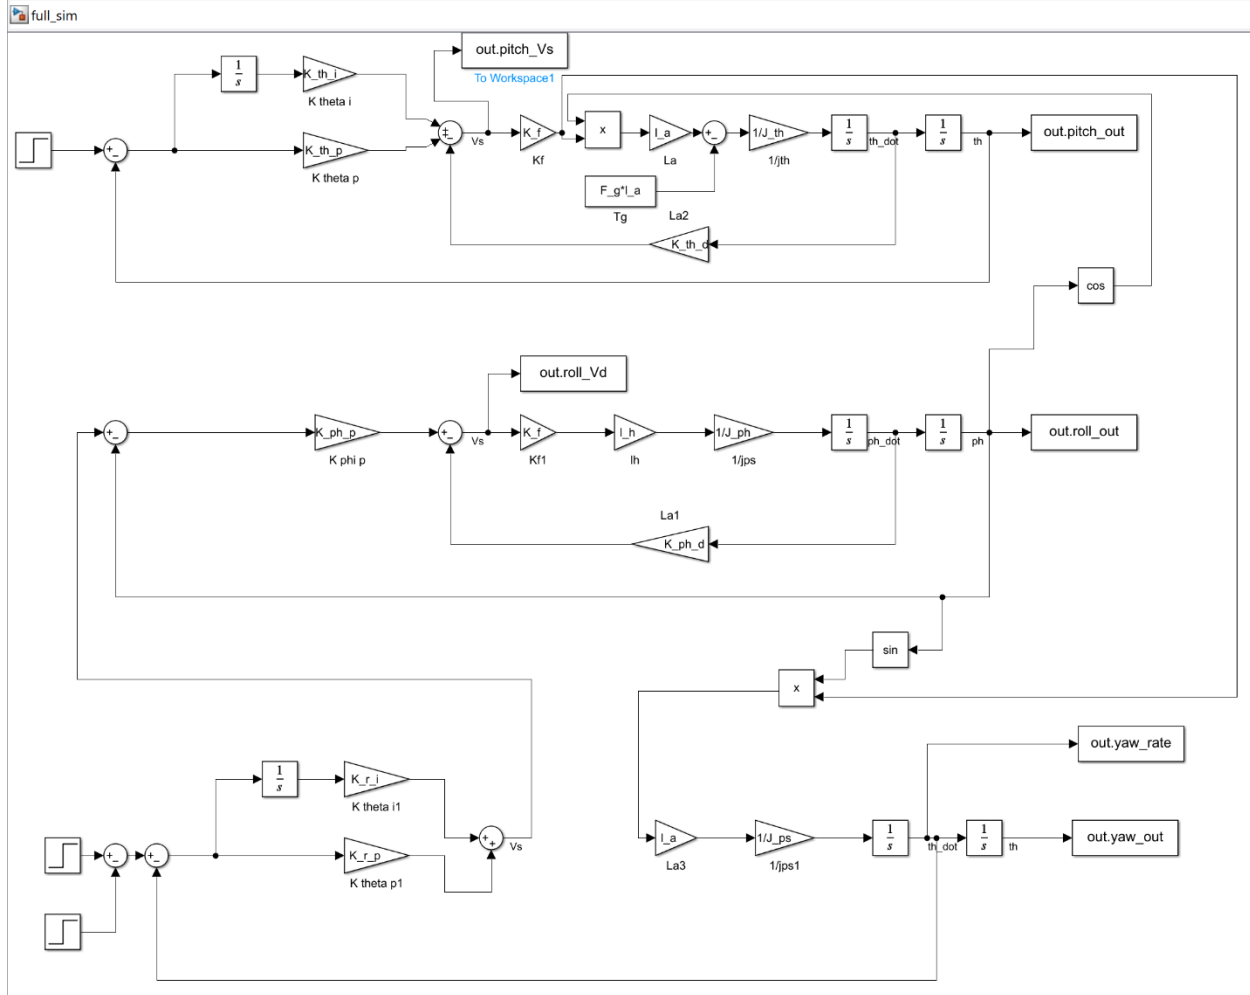 full_sim
out.pitch_Vs
To Workspace1
1
s
K_th_i
K theta i
+
-
K_th_p
K theta p
+
+
-
Vs
K_f
Kf
x
l_a
La
+
-
1/J_th
1/jth
1
s
th_dot
1
s
th
out.pitch_out
F_g*l_a
Tg
La2
K_th_d
cos
out.roll_Vd
+
-
K_ph_p
K phi p
+
-
Vs
K_f
Kf1
l_h
lh
1/J_ph
1/jps
1
s
ph_dot
1
s
ph
out.roll_out
La1
K_ph_d
sin
x
out.yaw_rate
1
s
K_r_i
K theta i1
+
-
+
-
K_r_p
K theta p1
+
+
Vs
l_a
La3
1/J_ps
1/jps1
1
s
th_dot
1
s
th
out.yaw_out